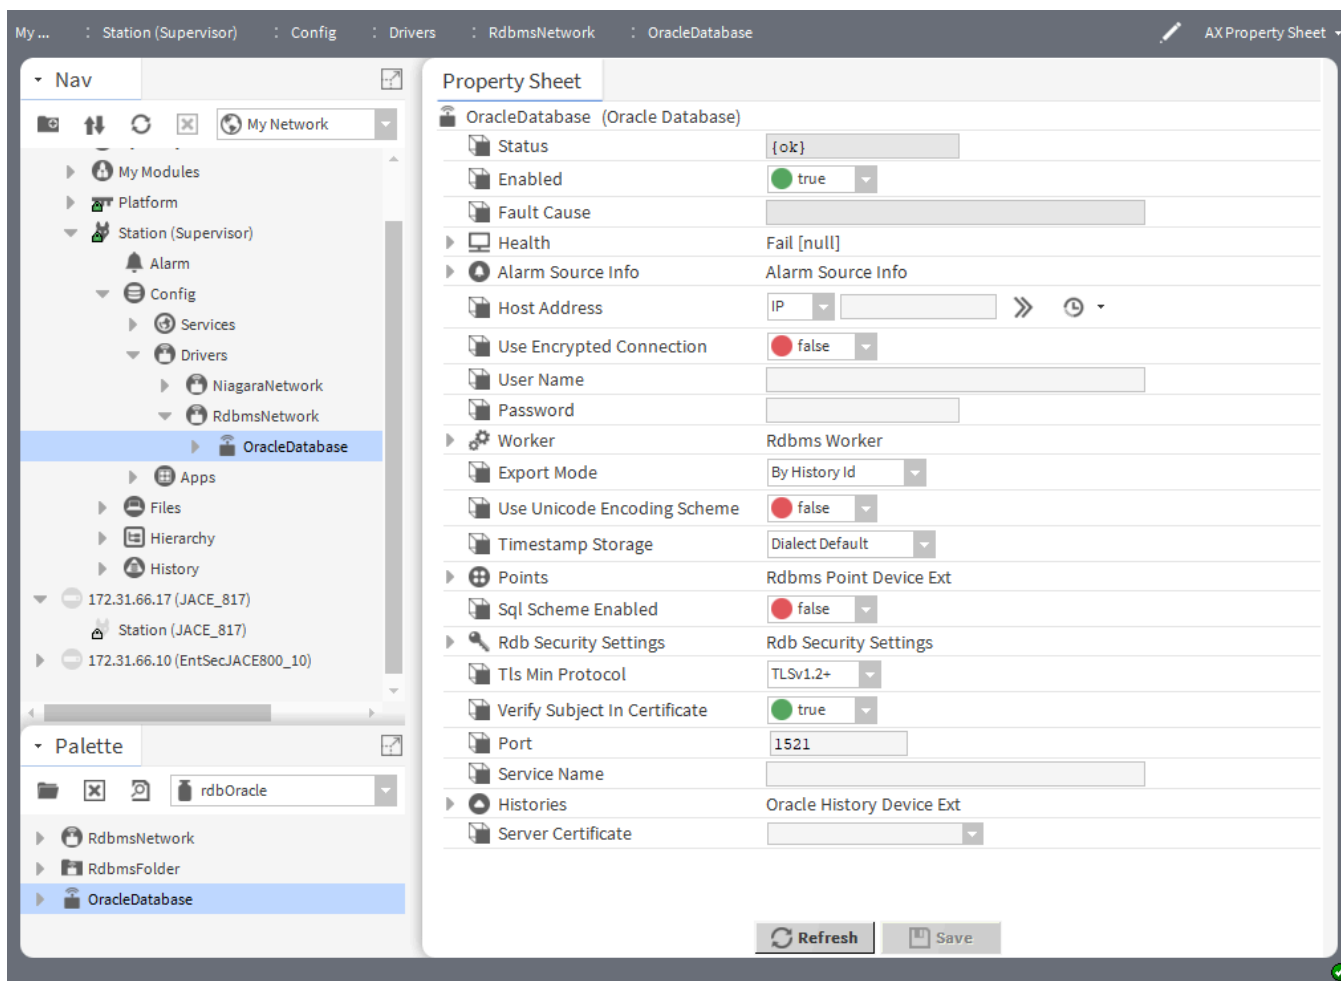 My ... : Station (Supervisor) : Config : Drivers : RdbmsNetwork : OracleDatabase AX Property Sheet
Nav
My Network
My Modules
Platform
Station (Supervisor)
Alarm
Config
Services
Drivers
NiagaraNetwork
RdbmsNetwork
OracleDatabase
Apps
Files
Hierarchy
History
172.31.66.17 (JACE_817)
Station (JACE_817)
172.31.66.10 (EntSecJACE800_10)
Palette
rdbOracle
RdbmsNetwork
RdbmsFolder
OracleDatabase
Property Sheet
OracleDatabase (Oracle Database)
Status {ok}
Enabled true
Fault Cause
Health Fail [null]
Alarm Source Info Alarm Source Info
Host Address IP
Use Encrypted Connection false
User Name
Password
Worker Rdbms Worker
Export Mode By History Id
Use Unicode Encoding Scheme false
Timestamp Storage Dialect Default
Points Rdbms Point Device Ext
Sql Scheme Enabled false
Rdb Security Settings Rdb Security Settings
Tls Min Protocol TLSv1.2+
Verify Subject In Certificate true
Port 1521
Service Name
Histories Oracle History Device Ext
Server Certificate
Refresh Save